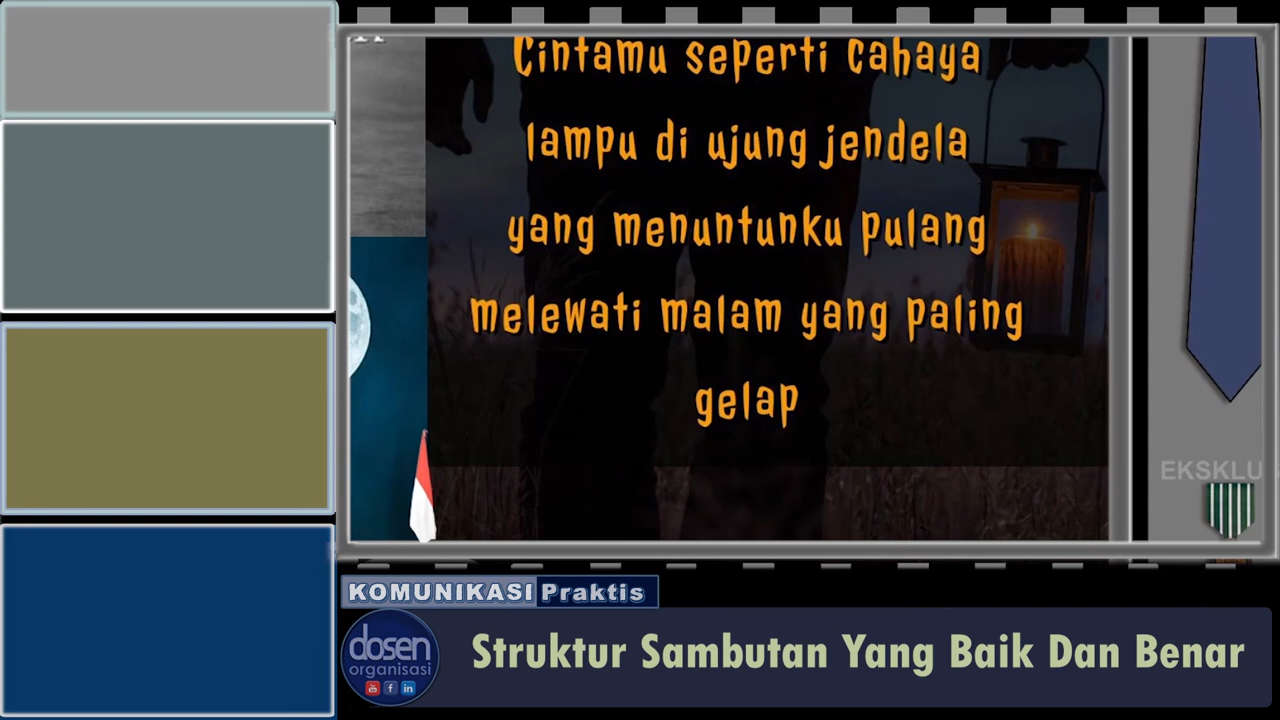 Cintamu seperti cahaya
lampu di ujung jendela
yang menuntunku pulang
melewati malam yang paling
gelap
EKSKLU
KOMUNIKASI Praktis
dosen
organisasi
Struktur Sambutan Yang Baik Dan Benar